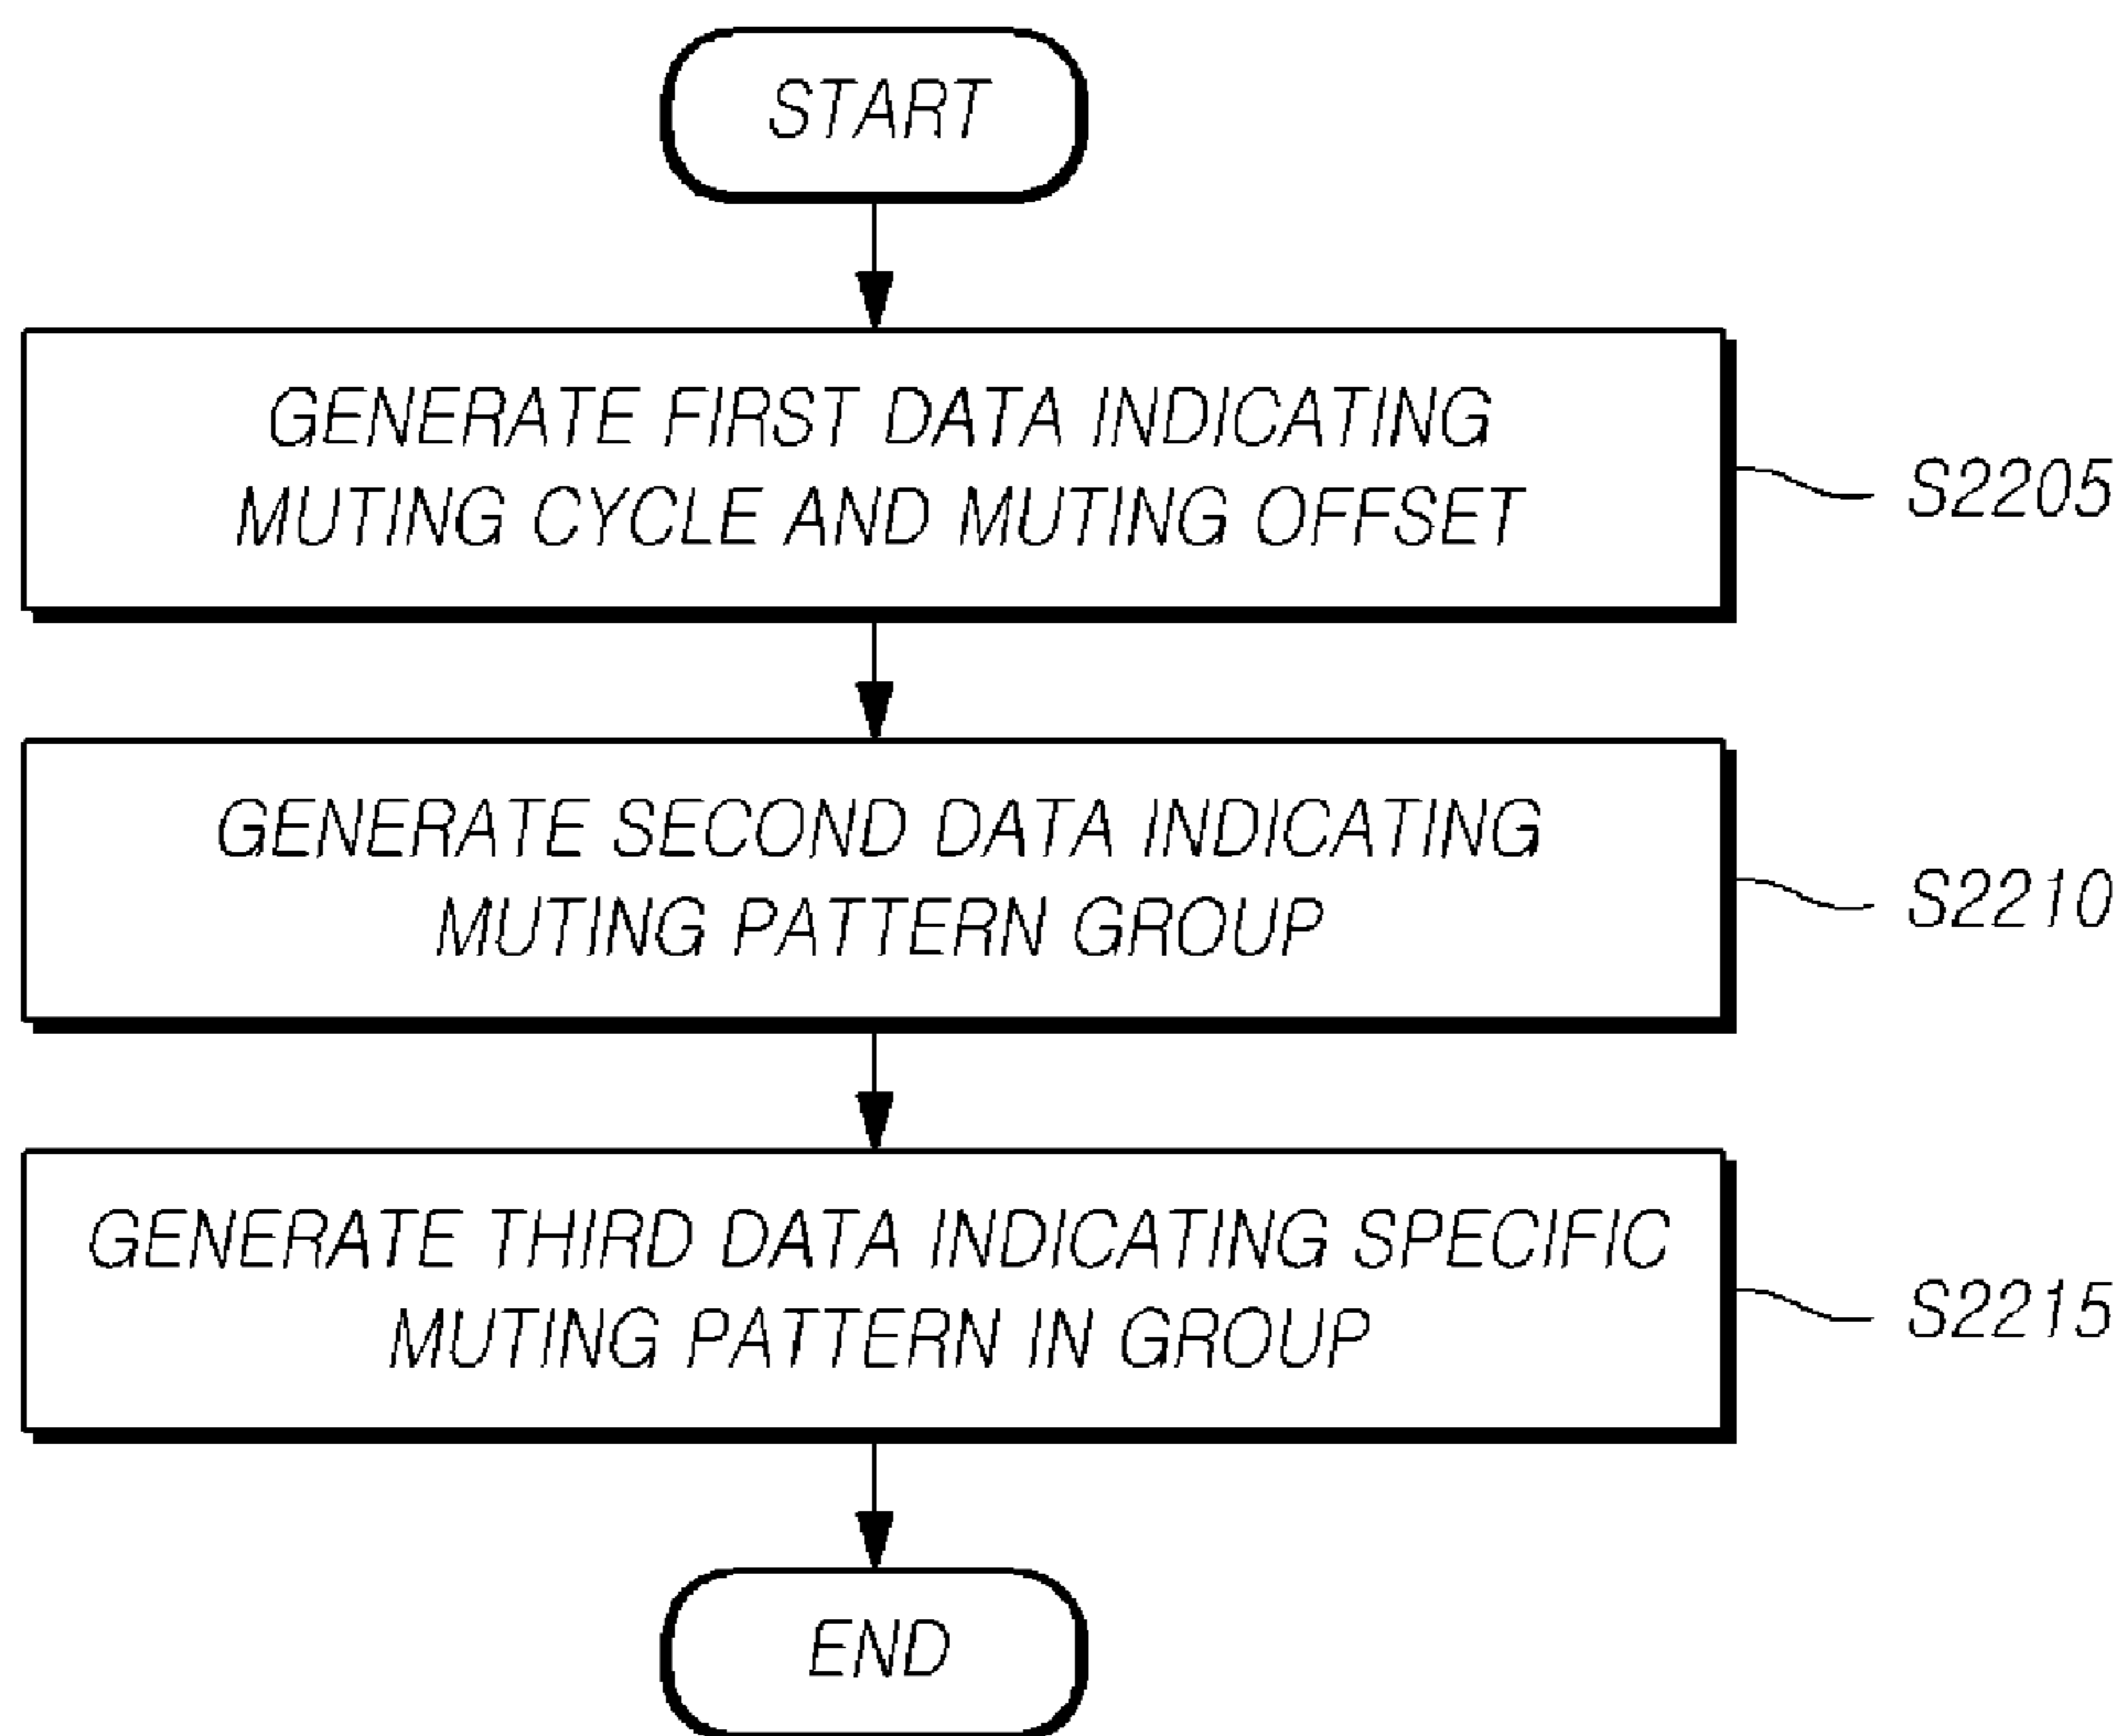 START
GENERATE FIRST DATA INDICATING
MUTING CYCLE AND MUTING OFFSET
S2205
GENERATE SECOND DATA INDICATING
MUTING PATTERN GROUP
S2210
GENERATE THIRD DATA INDICATING SPECIFIC
MUTING PATTERN IN GROUP
S2215
END